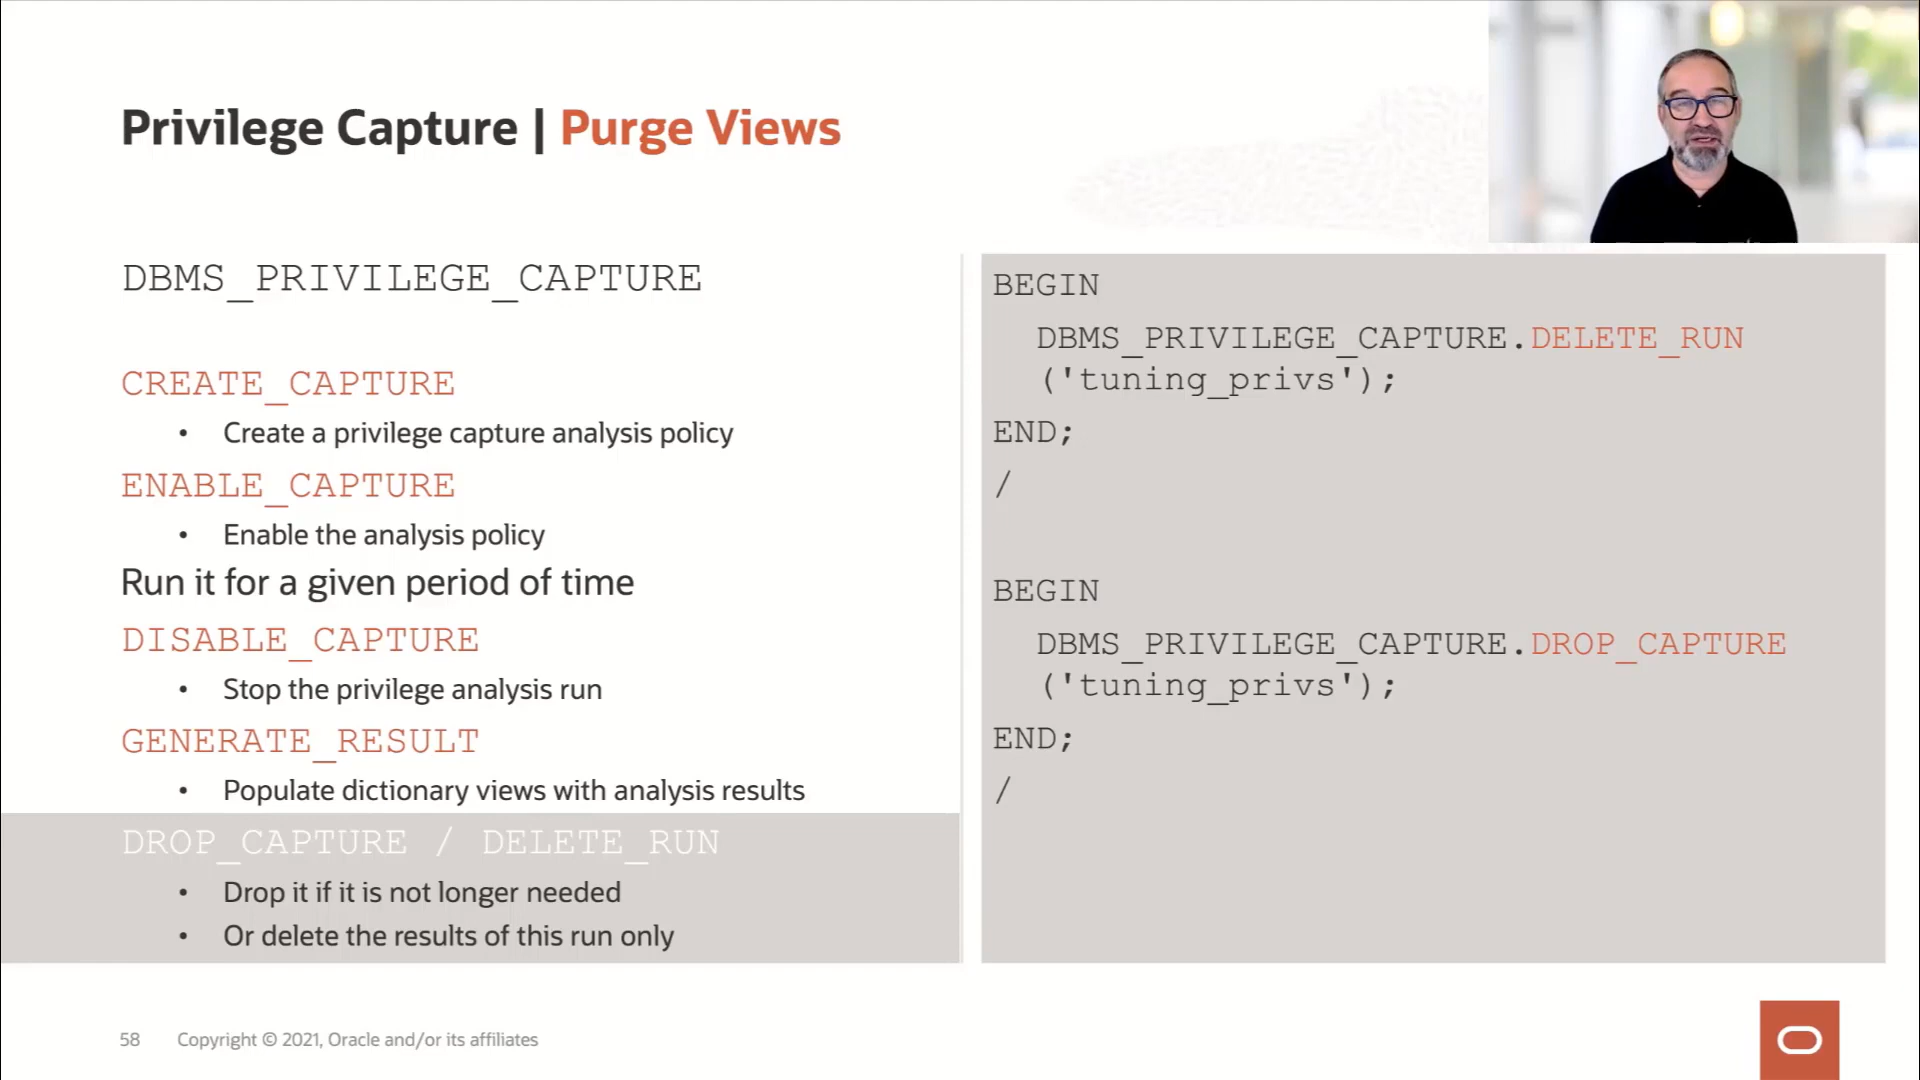 Privilege Capture | Purge Views
DBMS_PRIVILEGE_CAPTURE
CREATE_CAPTURE
• Create a privilege capture analysis policy
ENABLE_CAPTURE
• Enable the analysis policy
Run it for a given period of time
DISABLE_CAPTURE
• Stop the privilege analysis run
GENERATE_RESULT
• Populate dictionary views with analysis results
DROP_CAPTURE / DELETE_RUN
• Drop it if it is not longer needed
• Or delete the results of this run only
BEGIN
DBMS_PRIVILEGE_CAPTURE.DELETE_RUN
('tuning_privs');
END;
/
BEGIN
DBMS_PRIVILEGE_CAPTURE.DROP_CAPTURE
('tuning_privs');
END;
/
58 Copyright © 2021, Oracle and/or its affiliates